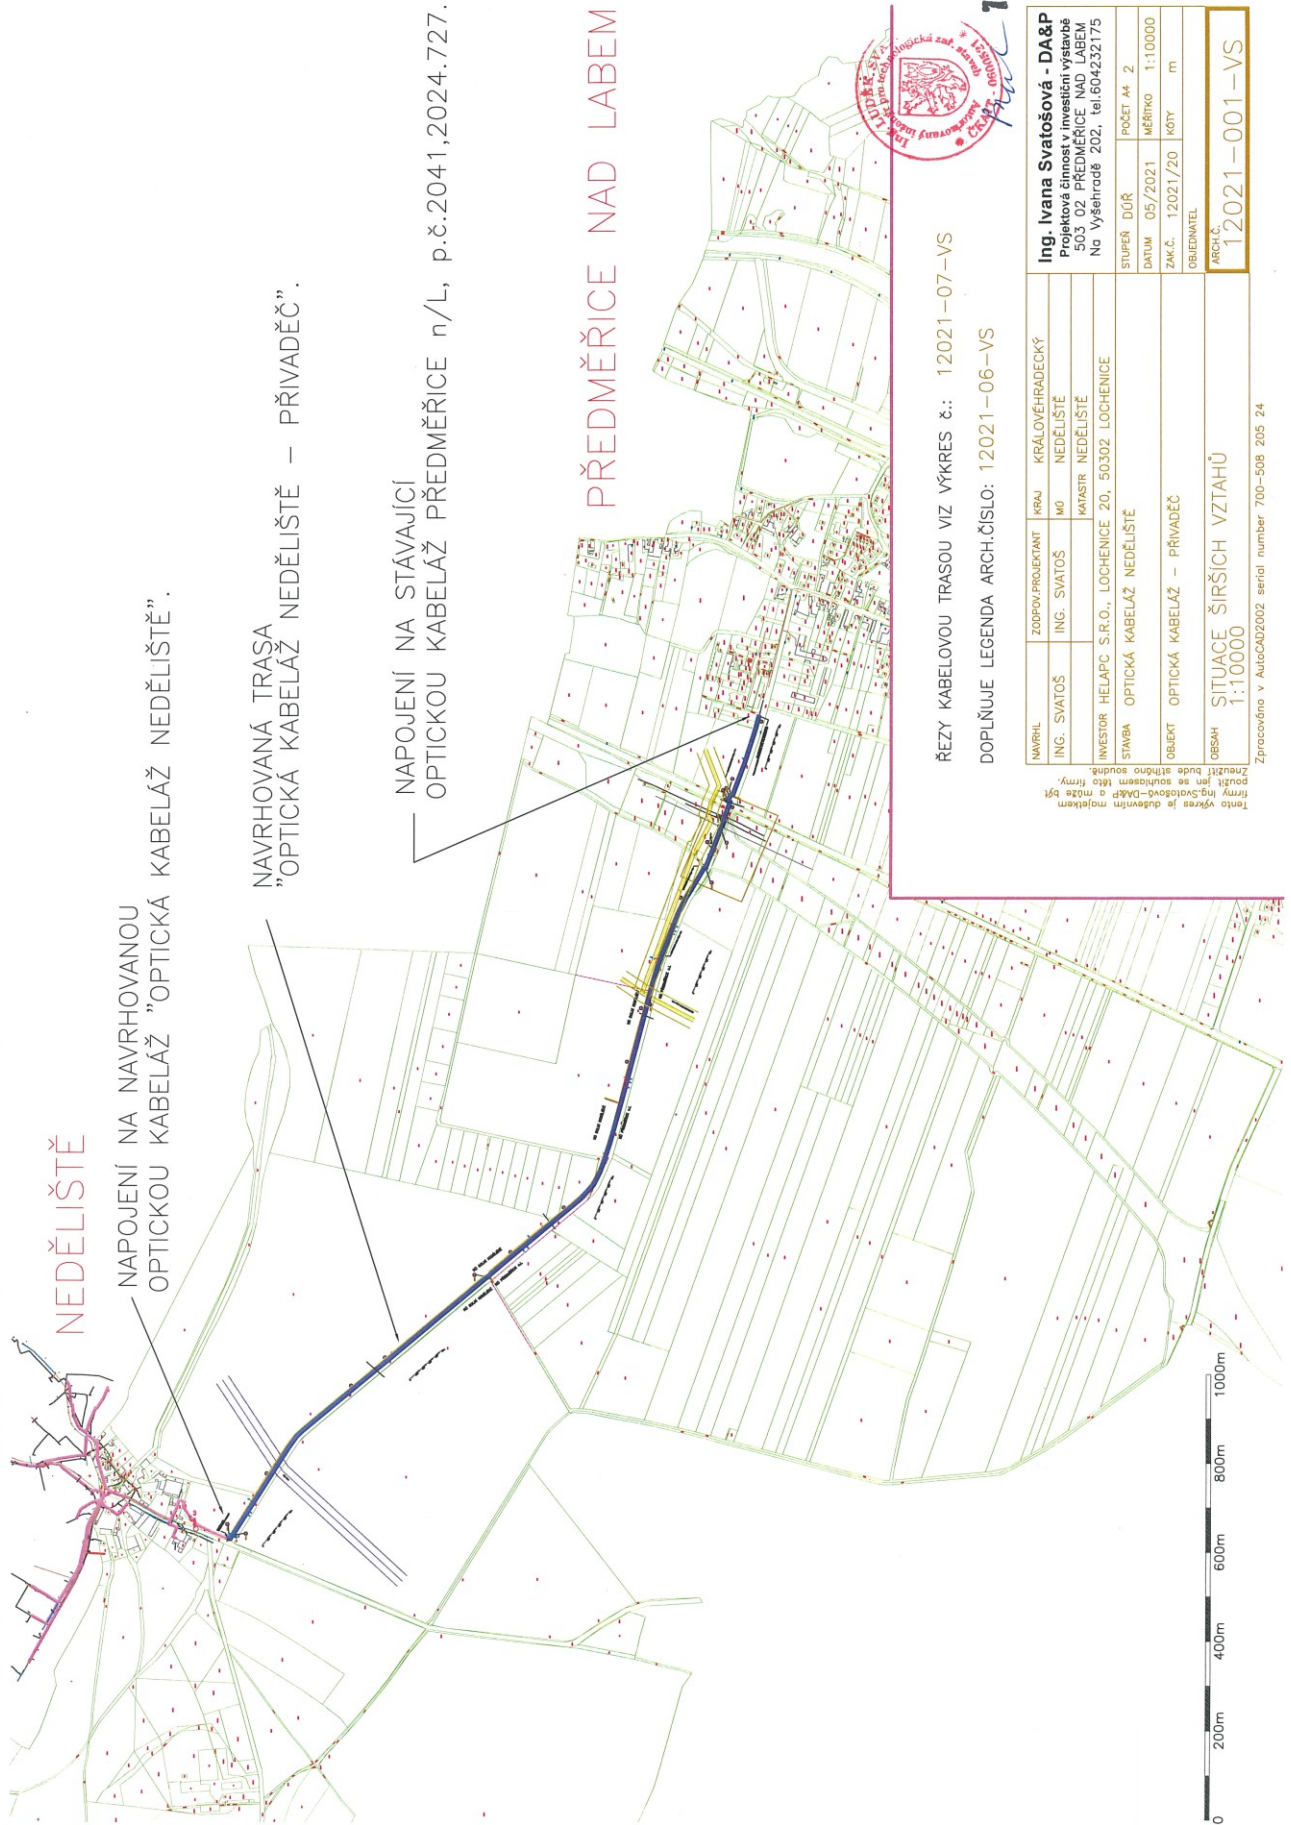 NEDĚLIŠTĚ
NAPOJENÍ NA NAVRHOVANOU
OPTICKOU KABELÁŽ "OPTICKÁ KABELÁŽ NEDĚLIŠTĚ".
NAVRHOVANÁ TRASA
"OPTICKÁ KABELÁŽ NEDĚLIŠTĚ – PŘIVADĚČ".
NAPOJENÍ NA STÁVAJÍCÍ
OPTICKOU KABELÁŽ PŘEDMĚŘICE n/L, p.č.2041,2024.727.
PŘEDMĚŘICE NAD LABEM
ŘEZY KABELOVOU TRASOU VIZ VÝKRES č.: 12021-07-VS
DOPLŇUJE LEGENDA ARCH.ČÍSLO: 12021-06-VS
1
NAVRHL
ZODPOV.PROJEKTANT
KRAJ KRÁLOVÉHRADECKÝ
ING. SVATOŠ
ING. SVATOŠ
MÚ NEDĚLIŠTĚ
KATASTR NEDĚLIŠTĚ
Ing. Ivana Svatošová - DA&P
Projektová činnost v investiční výstavbě
503 02 PŘEDMĚŘICE NAD LABEM
Na Vyšehradě 202, tel.604232175
INVESTOR HELAPC S.R.O., LOCHENICE 20, 50302 LOCHENICE
STAVBA OPTICKÁ KABELÁŽ NEDĚLIŠTĚ
OBJEKT OPTICKÁ KABELÁŽ – PŘIVADĚČ
STUPEŇ DÚŘ
POČET A4 2
DATUM 05/2021
MĚŘÍTKO 1:10000
ZAK.Č. 12021/20
KÓTY m
OBJEDNATEL
OBSAH SITUACE ŠIRŠÍCH VZTAHŮ
1:10000
ARCH.Č.
12021-001-VS
Zpracováno v AutoCAD2002 serial number 700-508 205 24
Tento výkres je duševním majetkem
firmy Ing.Svatošová-DA&P a může být
použit jen se souhlasem této firmy.
Zneužití bude stíháno soudně.
0 200m 400m 600m 800m 1000m